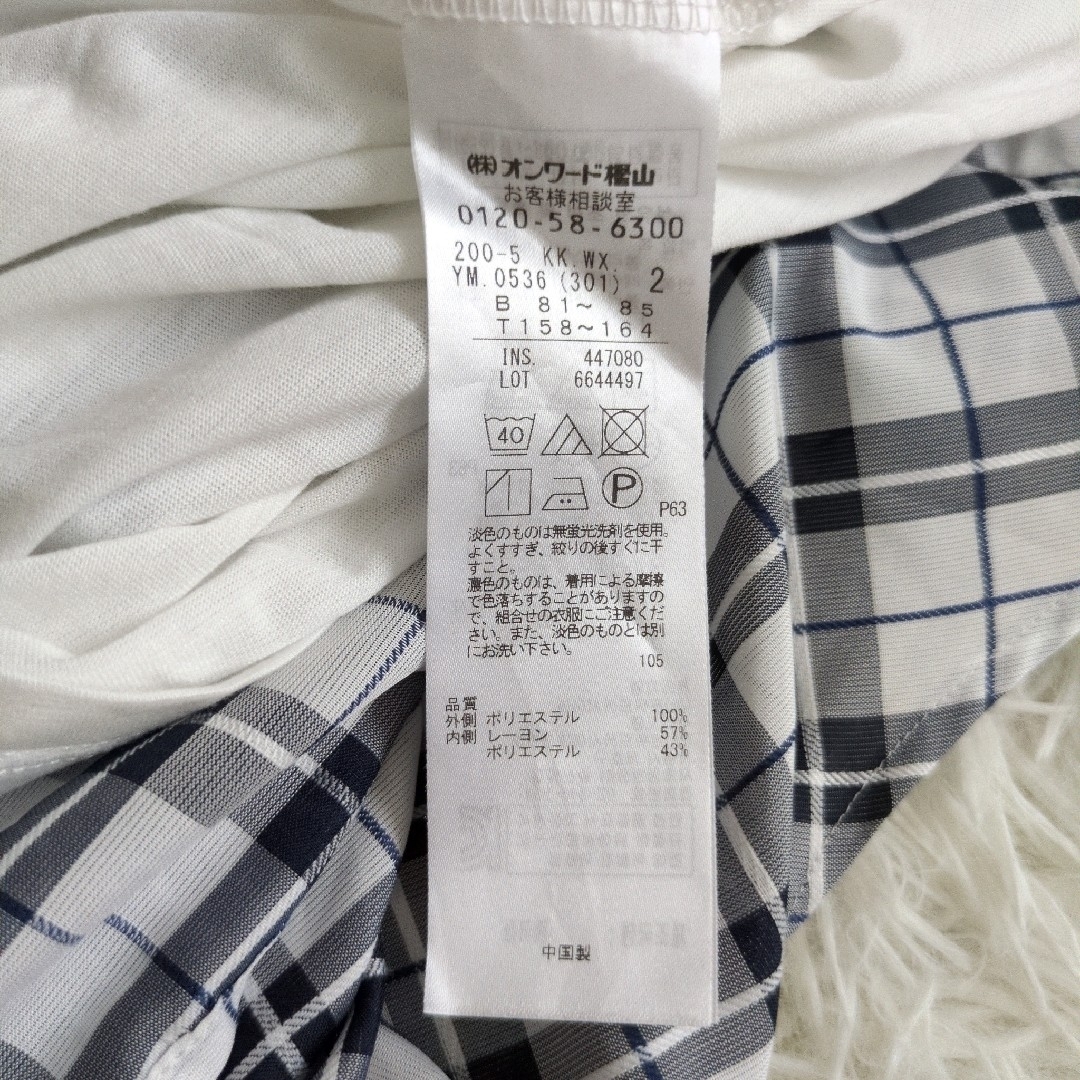 (株)オンワード樫山
お客様相談室
0120-58-6300
200-5 KK.WX.
YM.0536 (301) 2
B 81～ 85
T158～164
INS. 447080
LOT 6644497
40
P
P63
淡色のものは無蛍光洗剤を使用。
よくすすぎ、絞りの後すぐに干
すこと。
濃色のものは、着用による摩擦
で色落ちすることがありますの
で、組合せの衣服にご注意くだ
さい。また、淡色のものとは別
にお洗い下さい。
105
品質
外側 ポリエステル 100%
内側 レーヨン 57%
ポリエステル 43%
中国製